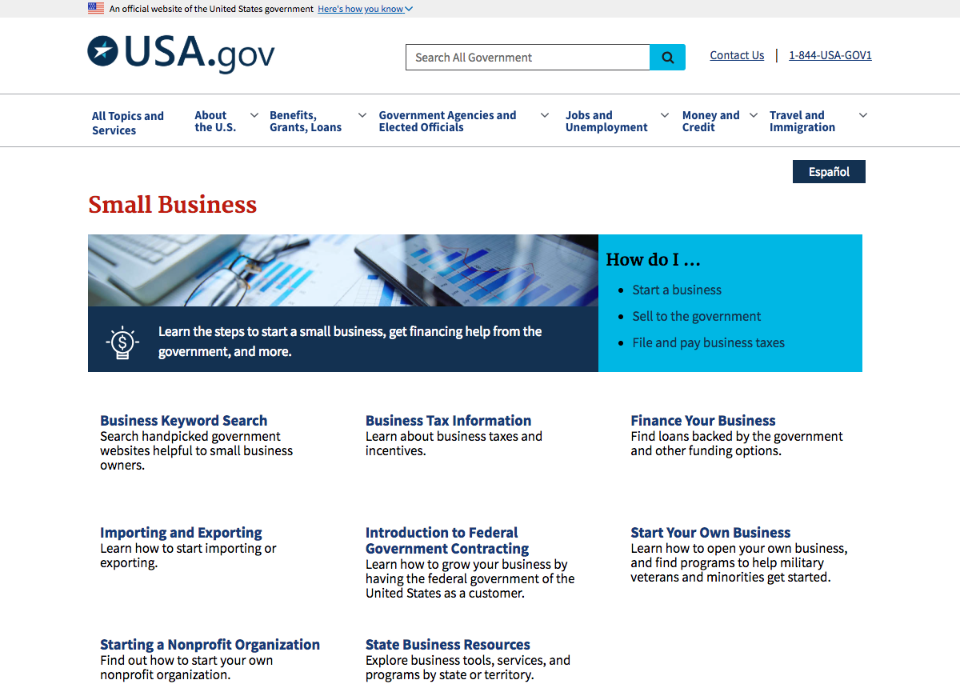 An official website of the United States government Here's how you know
USA.gov
Search All Government
Contact Us | 1-844-USA-GOV1
All Topics and
Services
About
the U.S.
Benefits,
Grants, Loans
Government Agencies and
Elected Officials
Jobs and
Unemployment
Money and
Credit
Travel and
Immigration
Español
Small Business
Learn the steps to start a small business, get financing help from the
government, and more.
How do I ...
• Start a business
• Sell to the government
• File and pay business taxes
Business Keyword Search
Search handpicked government
websites helpful to small business
owners.
Business Tax Information
Learn about business taxes and
incentives.
Finance Your Business
Find loans backed by the government
and other funding options.
Importing and Exporting
Learn how to start importing or
exporting.
Introduction to Federal
Government Contracting
Learn how to grow your business by
having the federal government of the
United States as a customer.
Start Your Own Business
Learn how to open your own business,
and find programs to help military
veterans and minorities get started.
Starting a Nonprofit Organization
Find out how to start your own
nonprofit organization.
State Business Resources
Explore business tools, services, and
programs by state or territory.